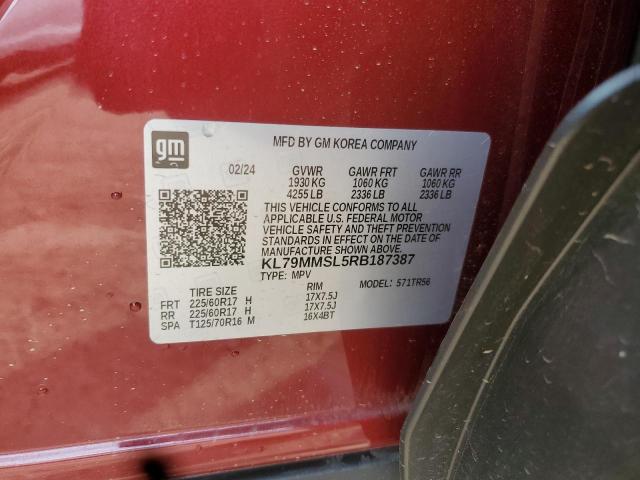 gm
MFD BY GM KOREA COMPANY
02/24 GVWR GAWR FRT GAWR RR
1930 KG 1060 KG 1060 KG
4255 LB 2336 LB 2336 LB
THIS VEHICLE CONFORMS TO ALL
APPLICABLE U.S. FEDERAL MOTOR
VEHICLE SAFETY AND THEFT PREVENTION
STANDARDS IN EFFECT ON THE DATE OF
MANUFACTURE SHOWN ABOVE.
KL79MMSL5RB187387
TYPE: MPV MODEL: 571TR56
TIRE SIZE RIM
FRT 225/60R17 H 17X7.5J
RR 225/60R17 H 17X7.5J
SPA T125/70R16 M 16X4BT